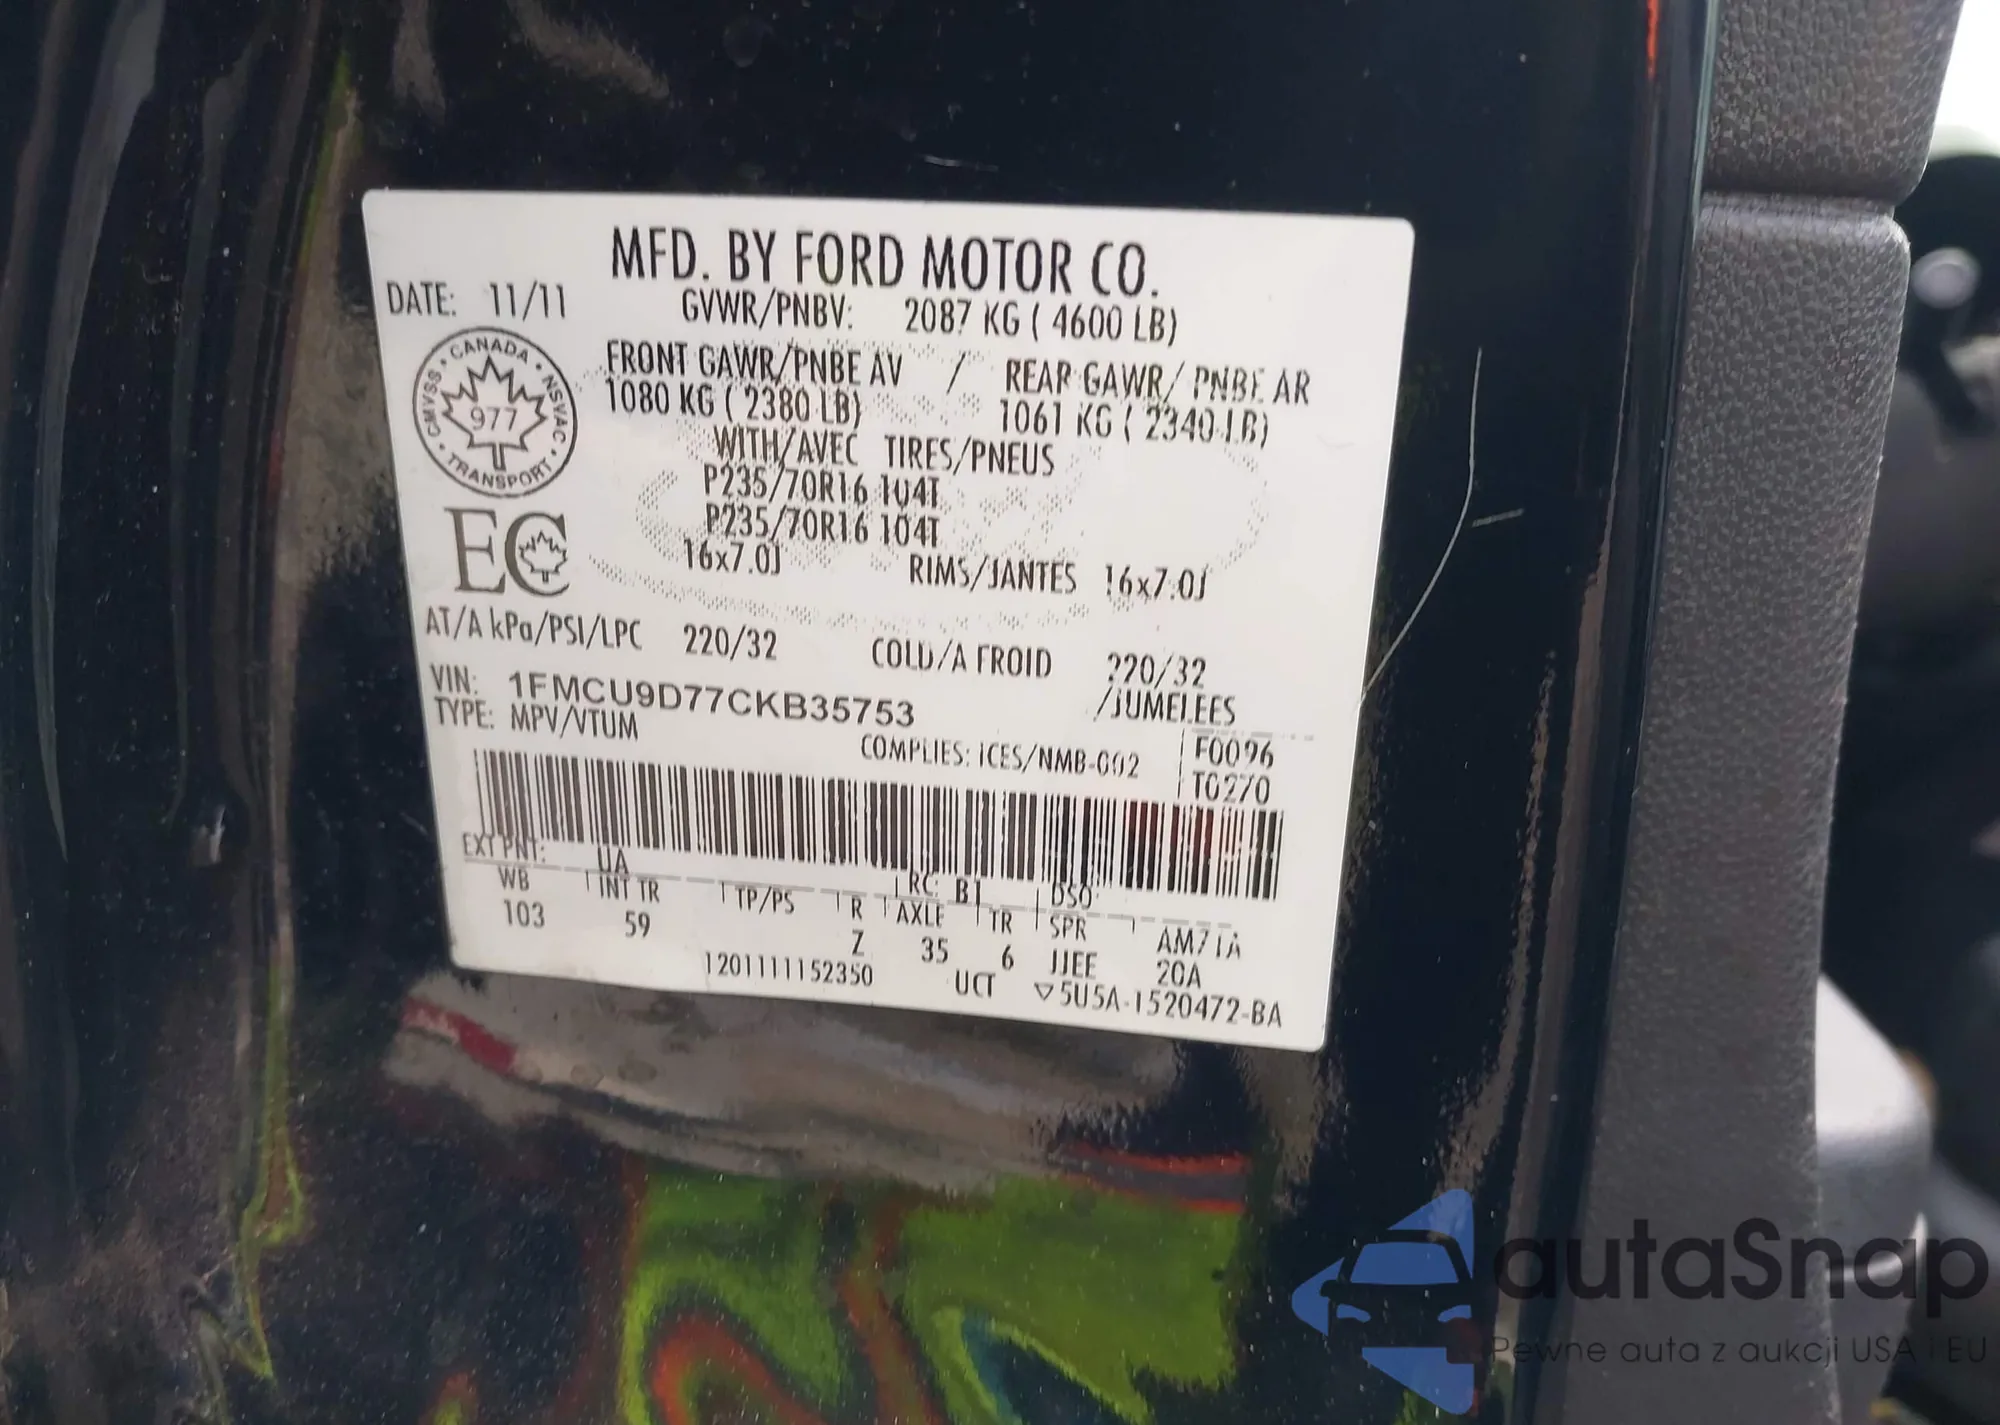 MFD. BY FORD MOTOR CO.
DATE: 11/11 GVWR/PNBV: 2087 KG ( 4600 LB)
FRONT GAWR/PNBE AV / REAR GAWR/ PNBE AR
1080 KG ( 2380 LB) 1061 KG ( 2340 LB)
WITH/AVEC TIRES/PNEUS
P235/70R16 104T
P235/70R16 104T
16x7.0J RIMS/JANTES 16x7.0J
CANADA · NSVAC · TRANSPORT · CMVSS
977
EC
AT/A kPa/PSI/LPC 220/32 COLD/A FROID 220/32
VIN: 1FMCU9D77CKB35753 /JUMELEES
TYPE: MPV/VTUM
COMPLIES: ICES/NMB-002 F0096
T0270
EXT PNT: UA RC: B1 DSO:
WB INT TR TP/PS R AXLE TR SPR AM71A
103 59 Z 35 6 JJEE 20A
1201111152350 UCT ▽5U5A-1520472-BA
autaSnap
Pewne auta z aukcji USA i EU